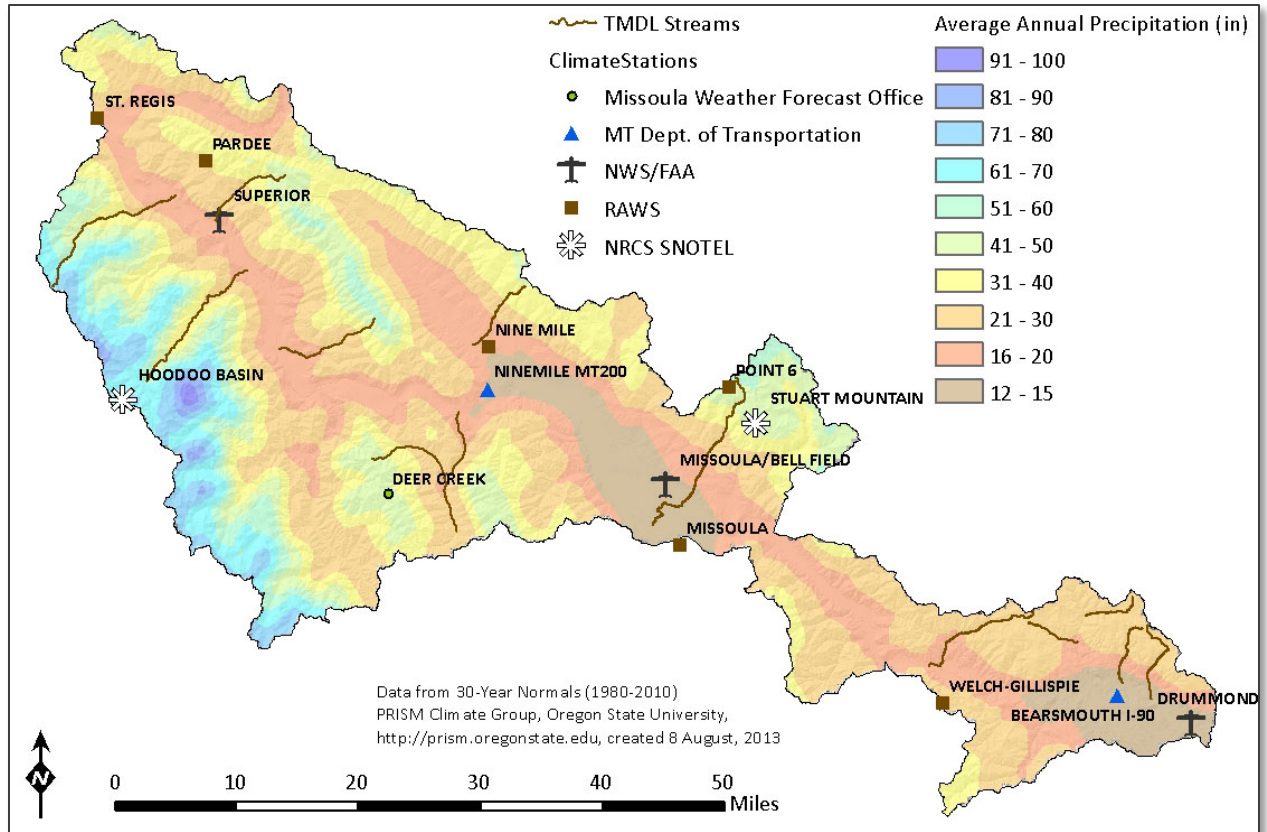 TMDL Streams
ClimateStations
Missoula Weather Forecast Office
MT Dept. of Transportation
NWS/FAA
RAWS
NRCS SNOTEL
Average Annual Precipitation (in)
91 - 100
81 - 90
71 - 80
61 - 70
51 - 60
41 - 50
31 - 40
21 - 30
16 - 20
12 - 15
ST. REGIS
PARDEE
SUPERIOR
NINE MILE
HOODOO BASIN
NINEMILE MT200
POINT 6
STUART MOUNTAIN
MISSOULA/BELL FIELD
DEER CREEK
MISSOULA
WELCH-GILLISPIE
DRUMMOND
BEARSMOUTH I-90
Data from 30-Year Normals (1980-2010)
PRISM Climate Group, Oregon State University,
http://prism.oregonstate.edu, created 8 August, 2013
N
0 10 20 30 40 50
Miles